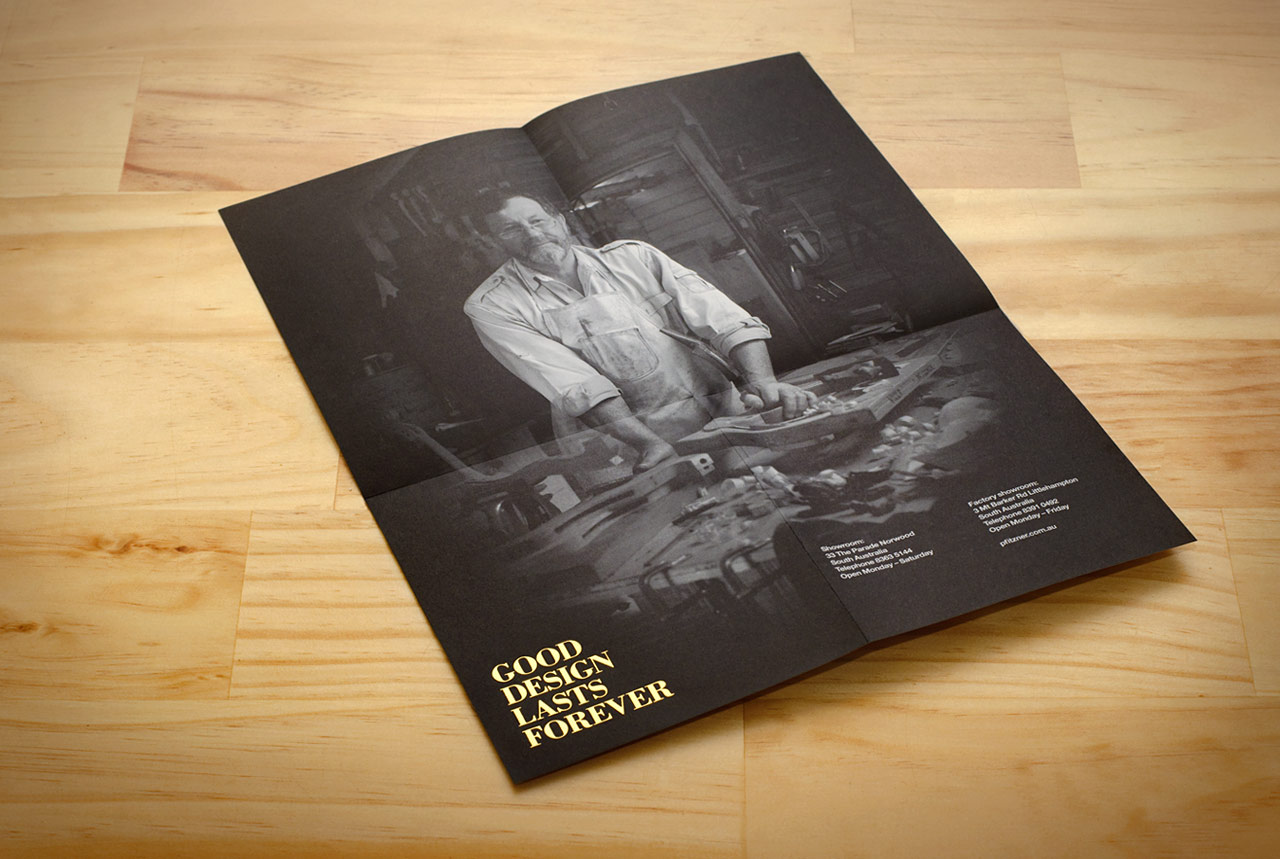 GOOD
DESIGN
LASTS
FOREVER
Showroom:
33 The Parade Norwood
South Australia
Telephone 8363 5144
Open Monday – Saturday
Factory showroom:
3 Mt Barker Rd Littlehampton
South Australia
Telephone 8391 0492
Open Monday – Friday
pfitzner.com.au